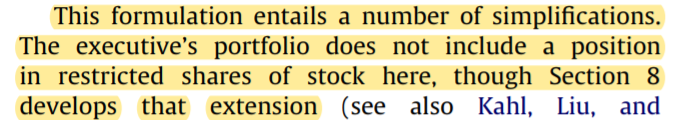 This formulation entails a number of simplifications.
The executive's portfolio does not include a position
in restricted shares of stock here, though Section 8
develops that extension (see also Kahl, Liu, and